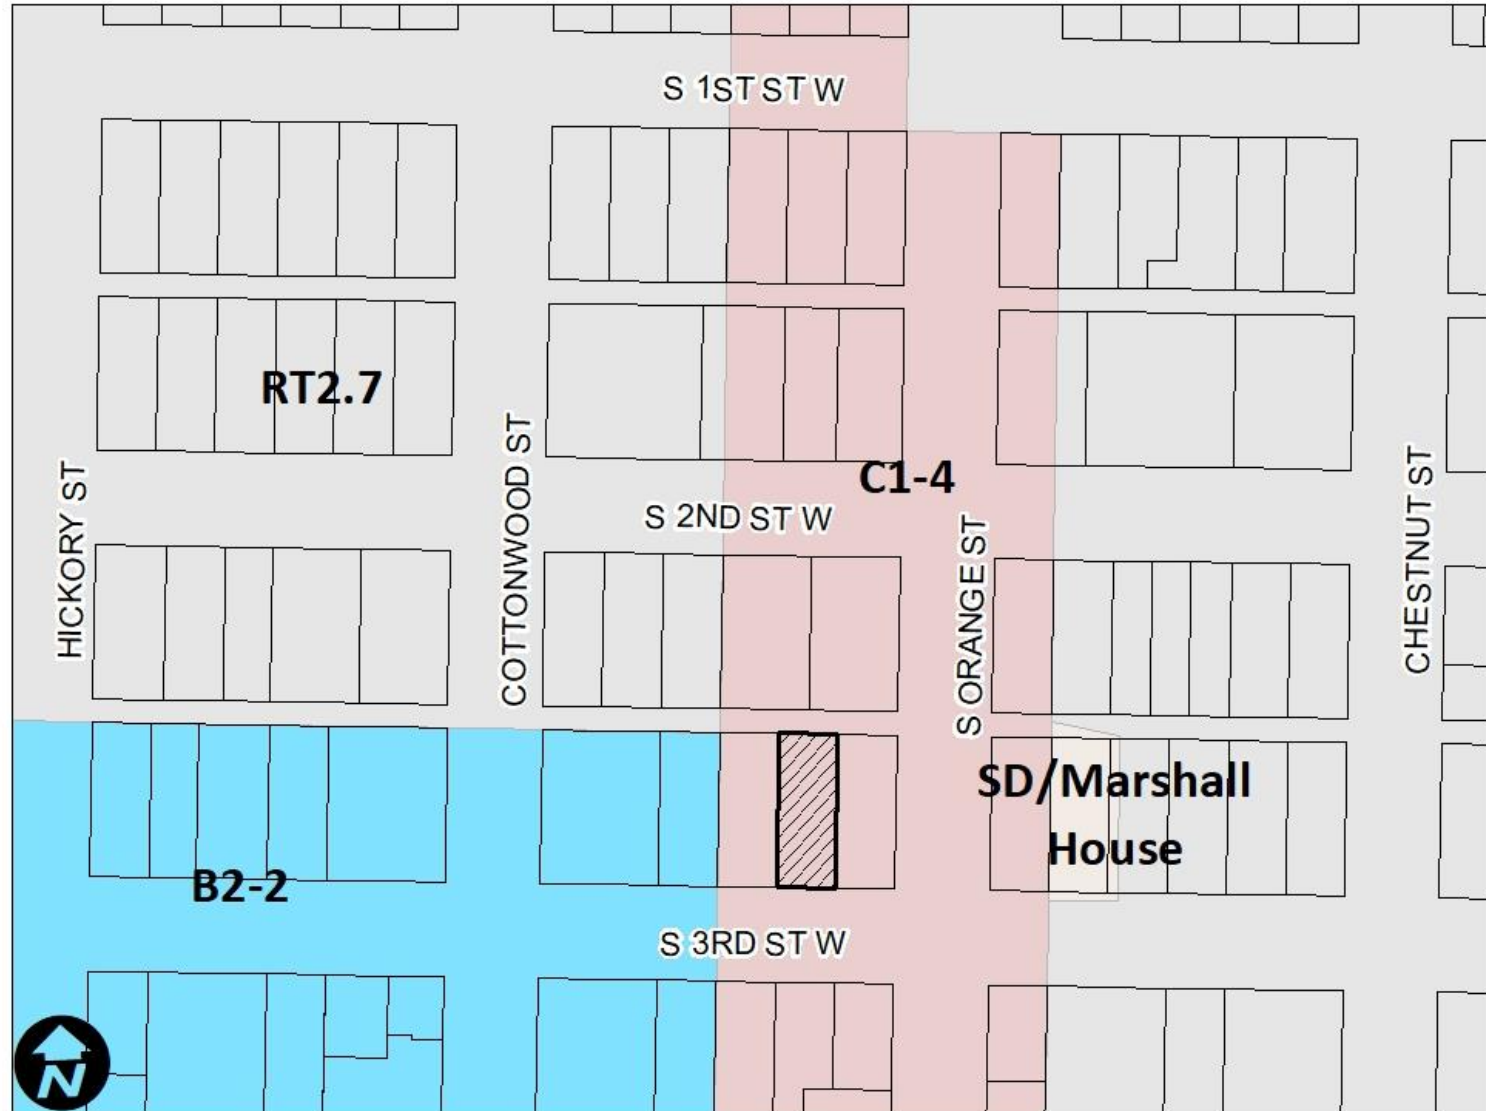 S 1ST ST W
RT2.7
C1-4
HICKORY ST
COTTONWOOD ST
S 2ND ST W
S ORANGE ST
CHESTNUT ST
SD/Marshall
House
B2-2
S 3RD ST W
N